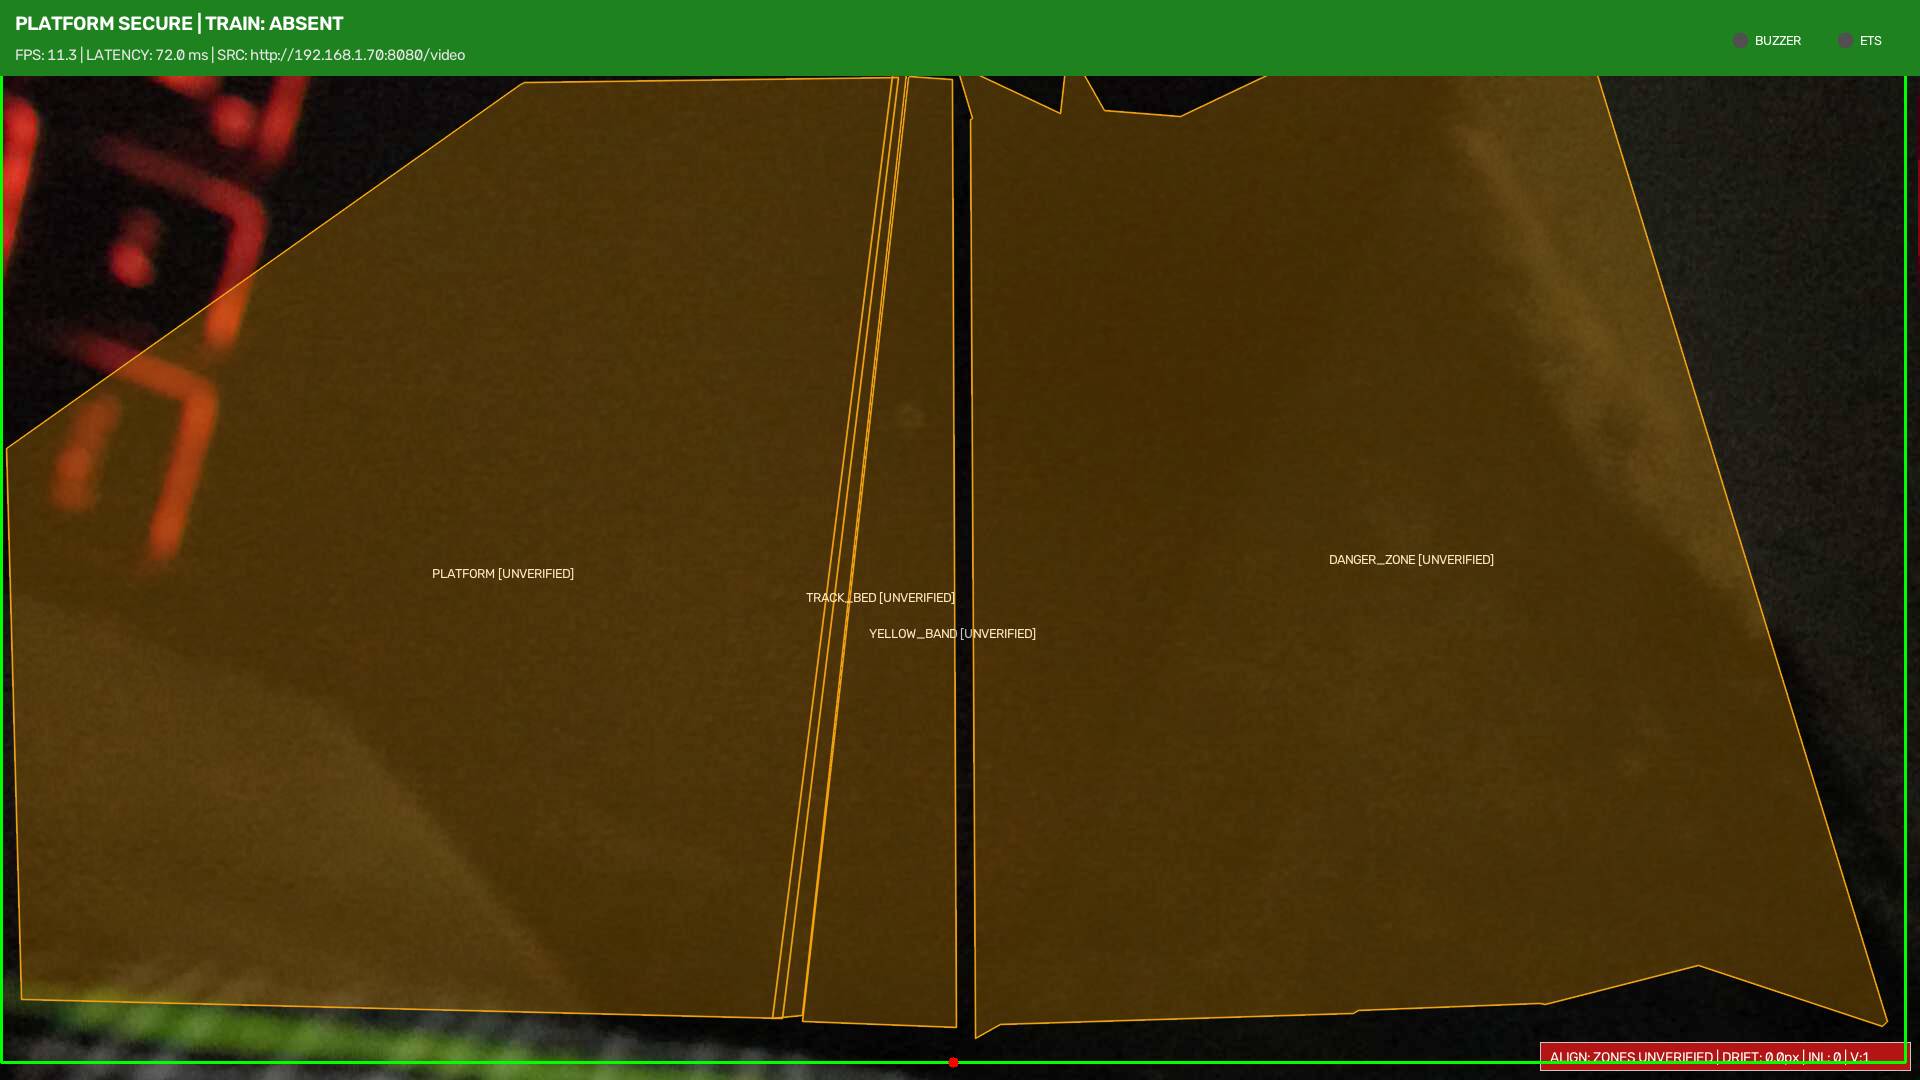 PLATFORM SECURE | TRAIN: ABSENT
FPS: 11.3 | LATENCY: 72.0 ms | SRC: http://192.168.1.70:8080/video
BUZZER
ETS
DANGER_ZONE [UNVERIFIED]
PLATFORM [UNVERIFIED]
TRACK_BED [UNVERIFIED]
YELLOW_BAND [UNVERIFIED]
ALIGN: ZONES UNVERIFIED | DRIFT: 0.0px | INL: 0 | V:1